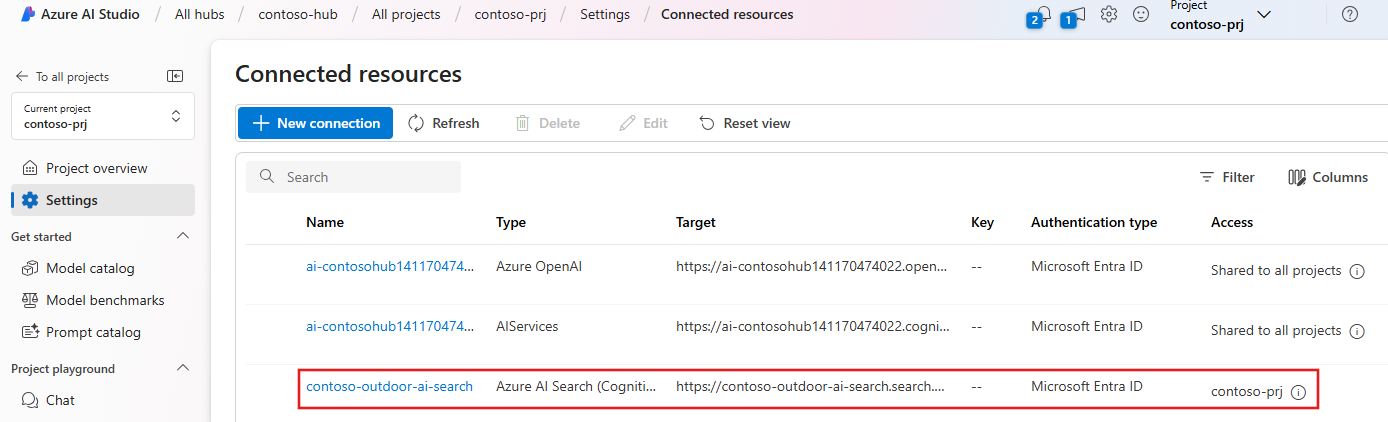 Azure AI Studio / All hubs / contoso-hub / All projects / contoso-prj / Settings / Connected resources
2
1
Project
contoso-prj
To all projects
Current project
contoso-prj
Project overview
Settings
Get started
Model catalog
Model benchmarks
Prompt catalog
Project playground
Chat
Connected resources
New connection Refresh Delete Edit Reset view
Search Filter Columns
Name Type Target Key Authentication type Access
ai-contosohub141170474... Azure OpenAI https://ai-contosohub141170474022.open... -- Microsoft Entra ID Shared to all projects
ai-contosohub141170474... AIServices https://ai-contosohub141170474022.cogni... -- Microsoft Entra ID Shared to all projects
contoso-outdoor-ai-search Azure AI Search (Cogniti... https://contoso-outdoor-ai-search.search.... -- Microsoft Entra ID contoso-prj